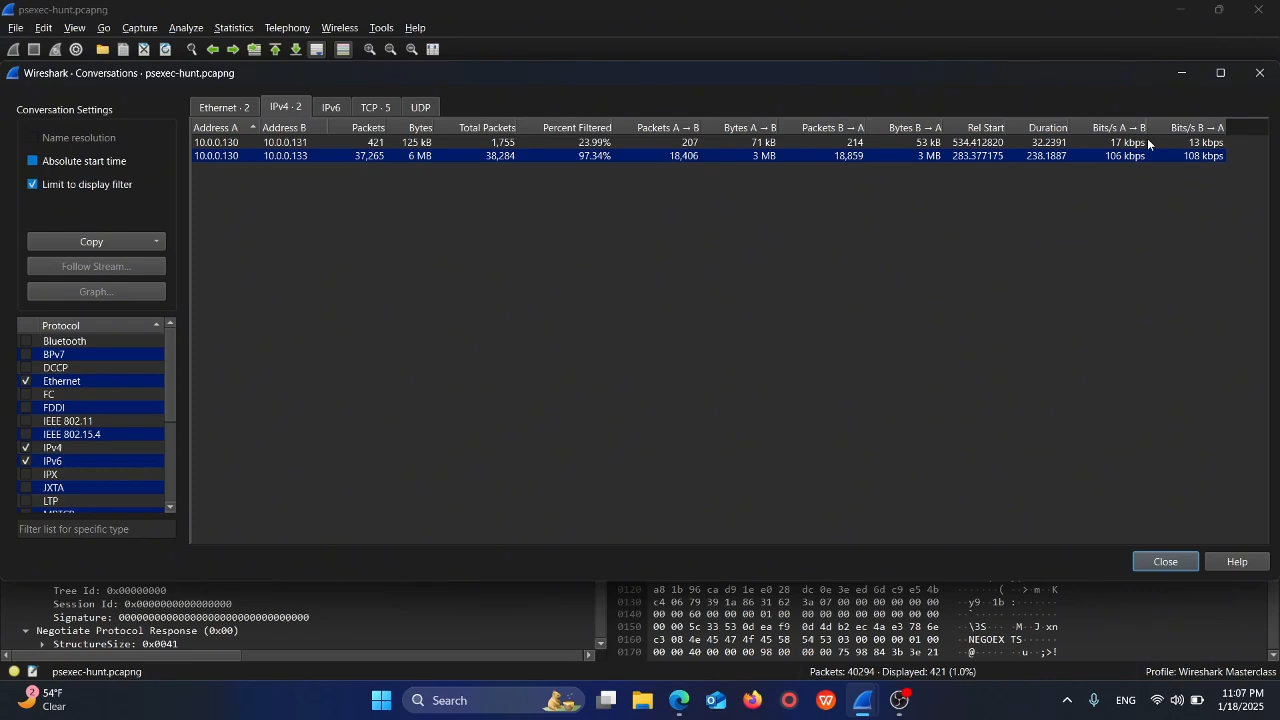 psexec-hunt.pcapng
File Edit View Go Capture Analyze Statistics Telephony Wireless Tools Help
Wireshark · Conversations · psexec-hunt.pcapng
Conversation Settings
Name resolution
Absolute start time
Limit to display filter
Copy
Follow Stream...
Graph...
Protocol
Bluetooth
BPv7
DCCP
Ethernet
FC
FDDI
IEEE 802.11
IEEE 802.15.4
IPv4
IPv6
IPX
JXTA
LTP
Filter list for specific type
Ethernet · 2 IPv4 · 2 IPv6 TCP · 5 UDP
Address A Address B Packets Bytes Total Packets Percent Filtered Packets A → B Bytes A → B Packets B → A Bytes B → A Rel Start Duration Bits/s A → B Bits/s B → A
10.0.0.130 10.0.0.131 421 125 kB 1,755 23.99% 207 71 kB 214 53 kB 534.412820 32.2391 17 kbps 13 kbps
10.0.0.130 10.0.0.133 37,265 6 MB 38,284 97.34% 18,406 3 MB 18,859 3 MB 283.377175 238.1887 106 kbps 108 kbps
Close Help
Tree Id: 0x00000000
Session Id: 0x0000000000000000
Signature: 00000000000000000000000000000000
Negotiate Protocol Response (0x00)
StructureSize: 0x0041
0120 a8 1b 96 ca d9 1e e0 28 dc 0e 3e ed 6d c9 e5 4b
0130 c4 06 79 39 1a 86 31 62 3a 07 00 00 00 00 00 00
0140 00 00 60 00 00 00 01 00 00 00 00 00 00 00 00 00
0150 00 00 5c 33 53 0d ea f9 0d 4d b2 ec 4a e3 78 6e
0160 c3 08 4e 45 47 4f 45 58 54 53 03 00 00 00 01 00
0170 00 00 40 00 00 00 98 00 00 00 75 98 84 3b 3e 21
psexec-hunt.pcapng
Packets: 40294 · Displayed: 421 (1.0%)
Profile: Wireshark Masterclass
2
54°F
Clear
Search
W
ENG
11:07 PM
1/18/2025